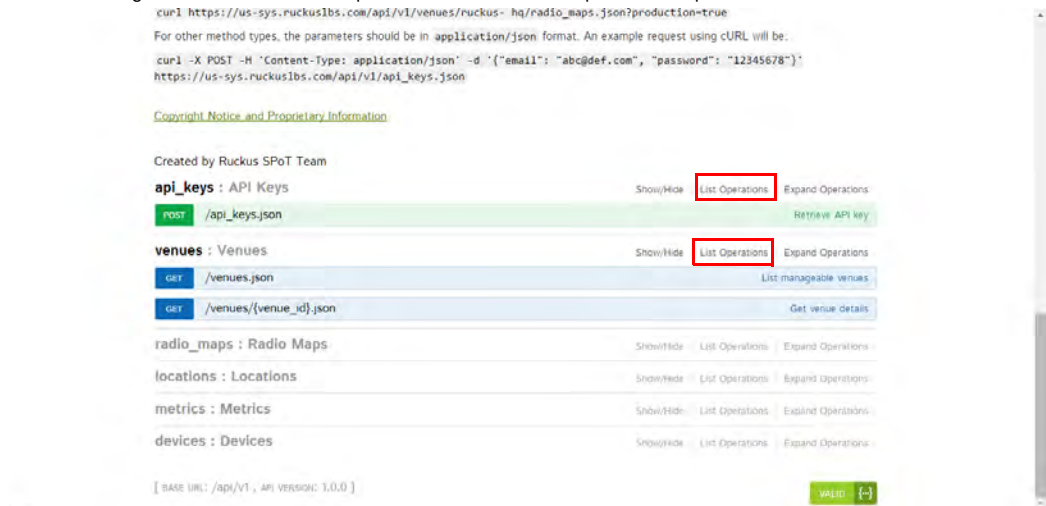 curl https://us-sys.ruckuslbs.com/api/v1/venues/ruckus- hq/radio_maps.json?production=true
For other method types, the parameters should be in application/json format. An example request using cURL will be:
curl -X POST -H 'Content-Type: application/json' -d '{"email": "abc@def.com", "password": "12345678"}'
https://us-sys.ruckuslbs.com/api/v1/api_keys.json
Copyright Notice and Proprietary Information
Created by Ruckus SPoT Team
api_keys : API Keys Show/Hide List Operations Expand Operations
POST /api_keys.json Retrieve API key
venues : Venues Show/Hide List Operations Expand Operations
GET /venues.json List manageable venues
GET /venues/{venue_id}.json Get venue details
radio_maps : Radio Maps Show/Hide List Operations Expand Operations
locations : Locations Show/Hide List Operations Expand Operations
metrics : Metrics Show/Hide List Operations Expand Operations
devices : Devices Show/Hide List Operations Expand Operations
[ BASE URL: /api/v1 , API VERSION: 1.0.0 ]
VALID {--}